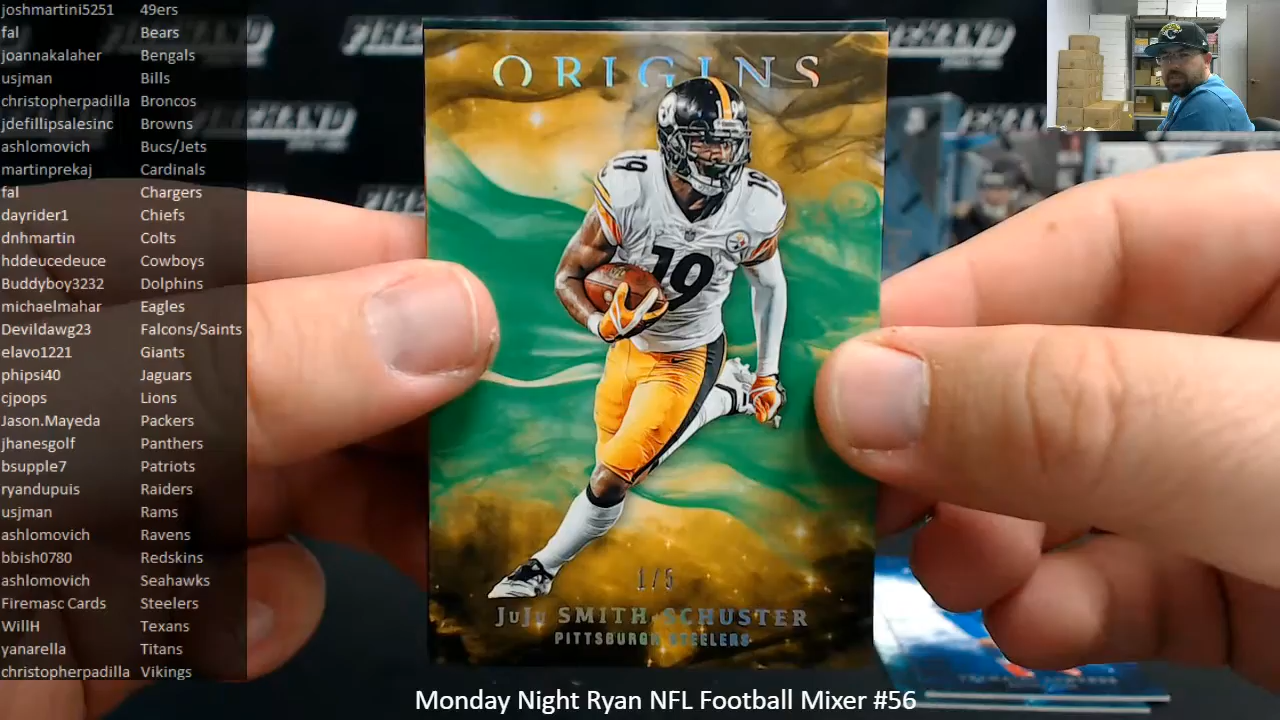 joshmartini5251 49ers
fal Bears
joannakalaher Bengals
usjman Bills
christopherpadilla Broncos
jdefillipsalesinc Browns
ashlomovich Bucs/Jets
martinprekaj Cardinals
fal Chargers
dayrider1 Chiefs
dnhmartin Colts
hddeucedeuce Cowboys
Buddyboy3232 Dolphins
michaelmahar Eagles
Devildawg23 Falcons/Saints
elavo1221 Giants
phipsi40 Jaguars
cjpops Lions
Jason.Mayeda Packers
jhanesgolf Panthers
bsupple7 Patriots
ryandupuis Raiders
usjman Rams
ashlomovich Ravens
bbish0780 Redskins
ashlomovich Seahawks
Firemasc Cards Steelers
WillH Texans
yanarella Titans
christopherpadilla Vikings
ORIGINS
19
19
19
1/5
JuJu SMITH-SCHUSTER
PITTSBURGH STEELERS
Monday Night Ryan NFL Football Mixer #56